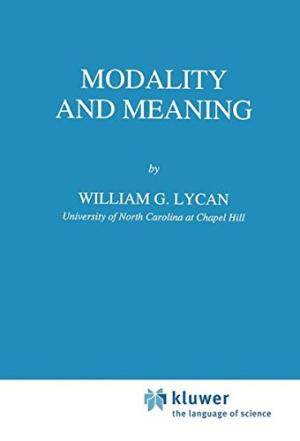 MODALITY
AND MEANING
by
WILLIAM G. LYCAN
University of North Carolina at Chapel Hill
kluwer
the language of science